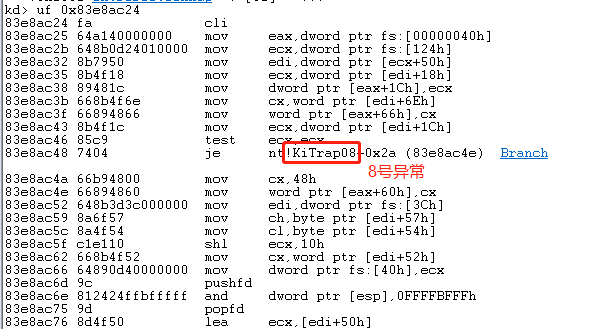 kd> uf 0x83e8ac24
83e8ac24 fa cli
83e8ac25 64a140000000 mov eax,dword ptr fs:[00000040h]
83e8ac2b 648b0d24010000 mov ecx,dword ptr fs:[124h]
83e8ac32 8b7950 mov edi,dword ptr [ecx+50h]
83e8ac35 8b4f18 mov ecx,dword ptr [edi+18h]
83e8ac38 89481c mov dword ptr [eax+1Ch],ecx
83e8ac3b 668b4f6e mov cx,word ptr [edi+6Eh]
83e8ac3f 66894866 mov word ptr [eax+66h],cx
83e8ac43 8b4f1c mov ecx,dword ptr [edi+1Ch]
83e8ac46 85c9 test ecx,ecx
83e8ac48 7404 je nt!KiTrap08+0x2a (83e8ac4e) Branch
8号异常
83e8ac4a 66b94800 mov cx,48h
83e8ac4e 66894860 mov word ptr [eax+60h],cx
83e8ac52 648b3d3c000000 mov edi,dword ptr fs:[3Ch]
83e8ac59 8a6f57 mov ch,byte ptr [edi+57h]
83e8ac5c 8a4f54 mov cl,byte ptr [edi+54h]
83e8ac5f c1e110 shl ecx,10h
83e8ac62 668b4f52 mov cx,word ptr [edi+52h]
83e8ac66 64890d40000000 mov dword ptr fs:[40h],ecx
83e8ac6d 9c pushfd
83e8ac6e 812424ffbfffff and dword ptr [esp],0FFFFBFFFh
83e8ac75 9d popfd
83e8ac76 8d4f50 lea ecx,[edi+50h]